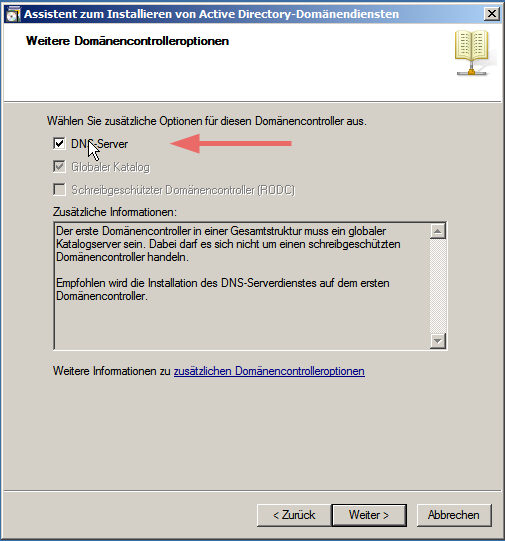 Assistent zum Installieren von Active Directory-Domänendiensten
Weitere Domänencontrolleroptionen
Wählen Sie zusätzliche Optionen für diesen Domänencontroller aus.
DNS-Server
Globaler Katalog
Schreibgeschützter Domänencontroller (RODC)
Zusätzliche Informationen:
Der erste Domänencontroller in einer Gesamtstruktur muss ein globaler
Katalogserver sein. Dabei darf es sich nicht um einen schreibgeschützten
Domänencontroller handeln.
Empfohlen wird die Installation des DNS-Serverdienstes auf dem ersten
Domänencontroller.
Weitere Informationen zu zusätzlichen Domänencontrolleroptionen
< Zurück
Weiter >
Abbrechen